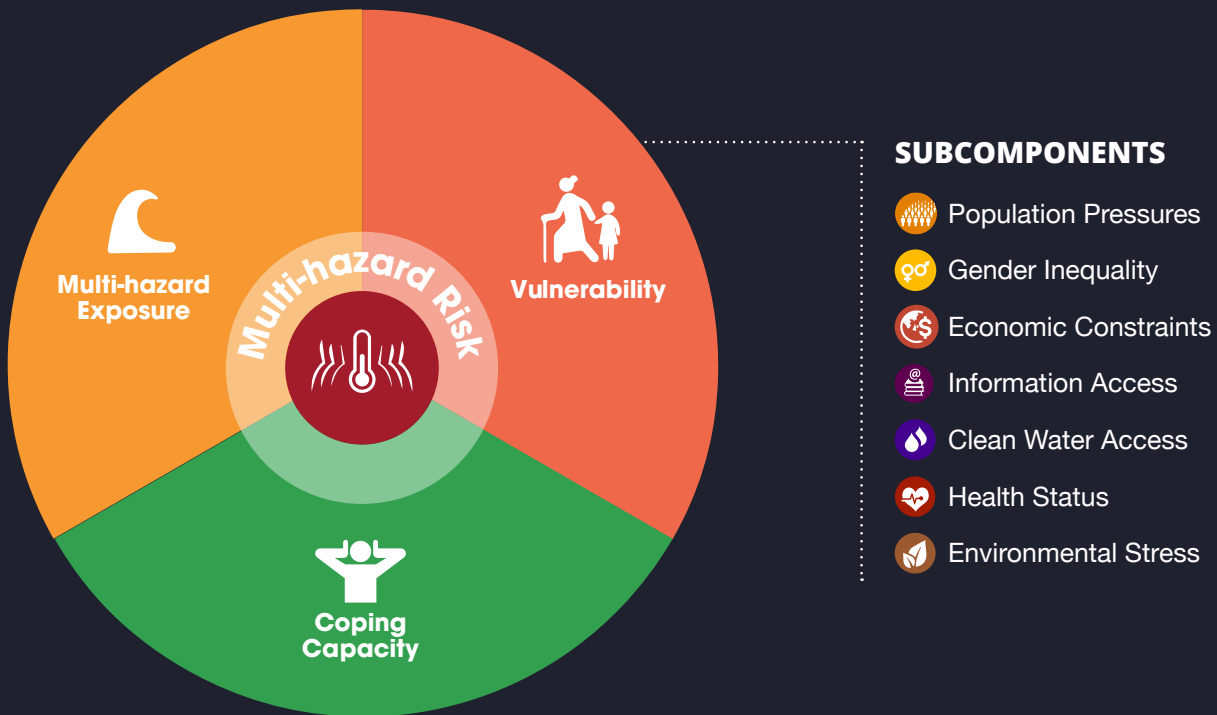 Multi-hazard
Exposure
Multi-hazard Risk
Vulnerability
Coping
Capacity
SUBCOMPONENTS
Population Pressures
Gender Inequality
Economic Constraints
Information Access
Clean Water Access
Health Status
Environmental Stress